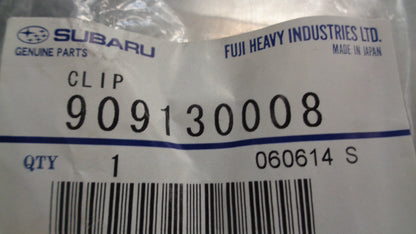 SUBARU
GENUINE PARTS
FUJI HEAVY INDUSTRIES LTD.
MADE IN JAPAN
CLIP
909130008
QTY 1 060614 S